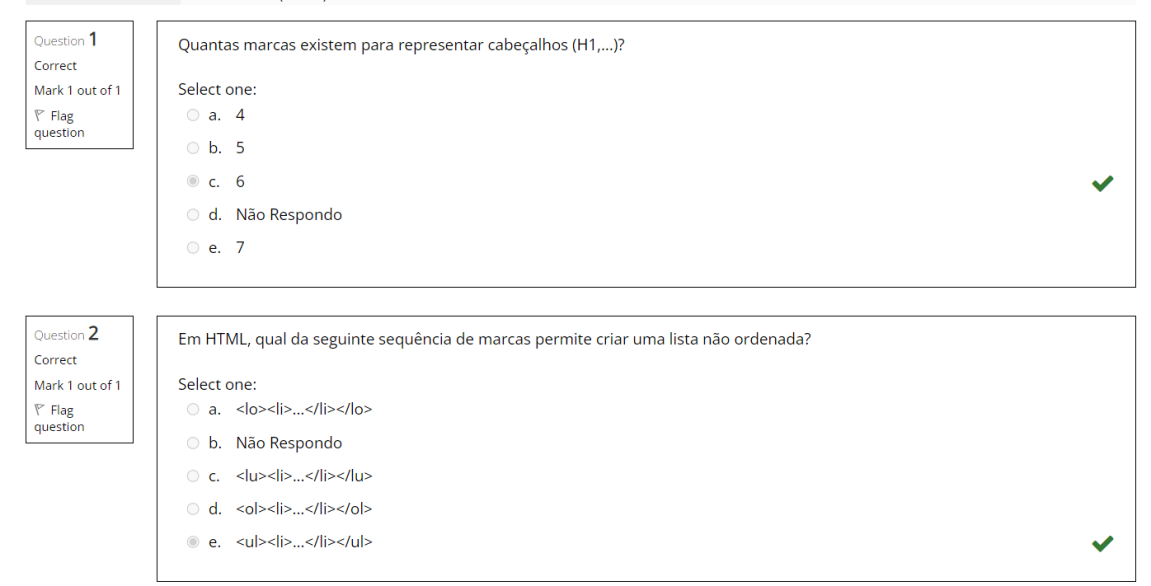 Question 1
Correct
Mark 1 out of 1
Flag
question
Quantas marcas existem para representar cabeçalhos (H1,...)?
Select one:
a. 4
b. 5
c. 6
d. Não Respondo
e. 7
Question 2
Correct
Mark 1 out of 1
Flag
question
Em HTML, qual da seguinte sequência de marcas permite criar uma lista não ordenada?
Select one:
a. <lo><li>...</li></lo>
b. Não Respondo
c. <lu><li>...</li></lu>
d. <ol><li>...</li></ol>
e. <ul><li>...</li></ul>